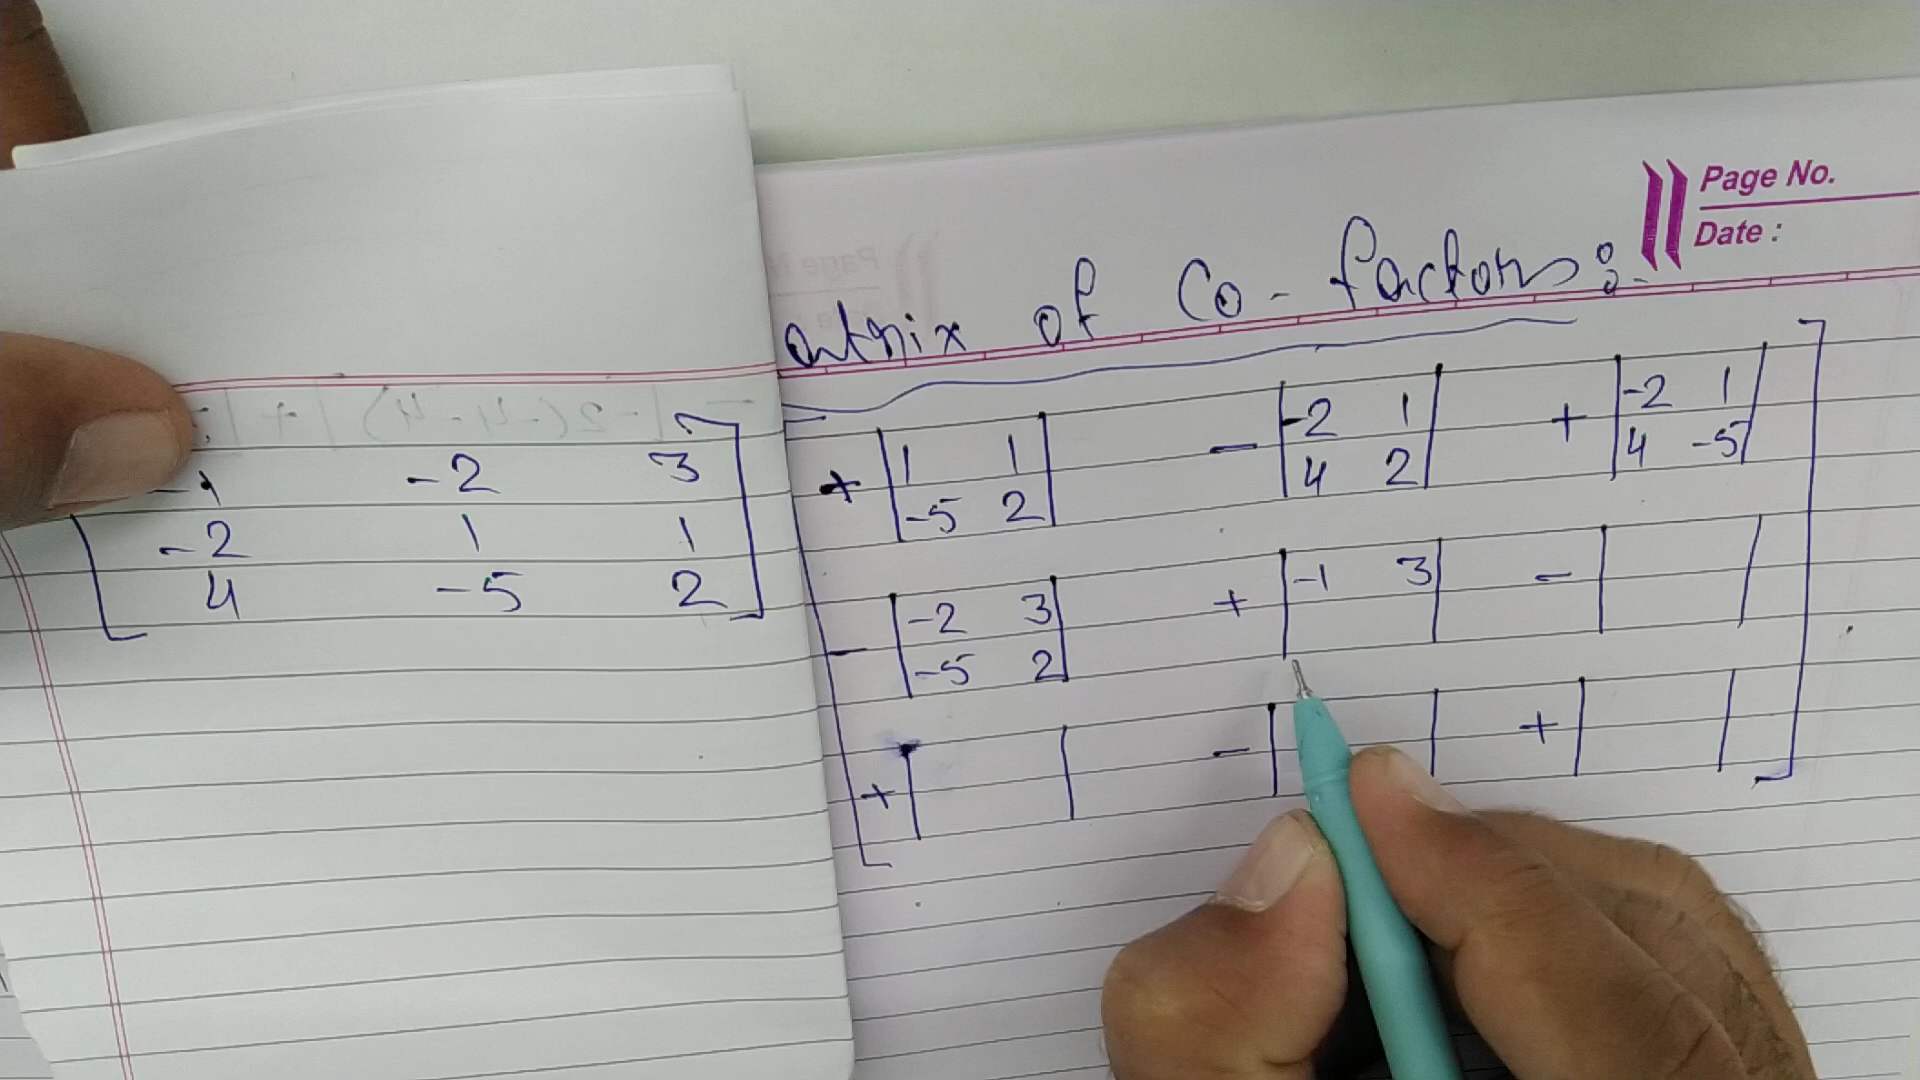 Page No.
Date :
atrix of Co-factors :-
-1 -2 3
-2 1 1
4 -5 2
+ | 1 1 | - | -2 1 | + | -2 1 |
| -5 2 | | 4 2 | | 4 -5 |
- | -2 3 | + | -1 3 | - | |
| -5 2 |
+ | | - | | + | |